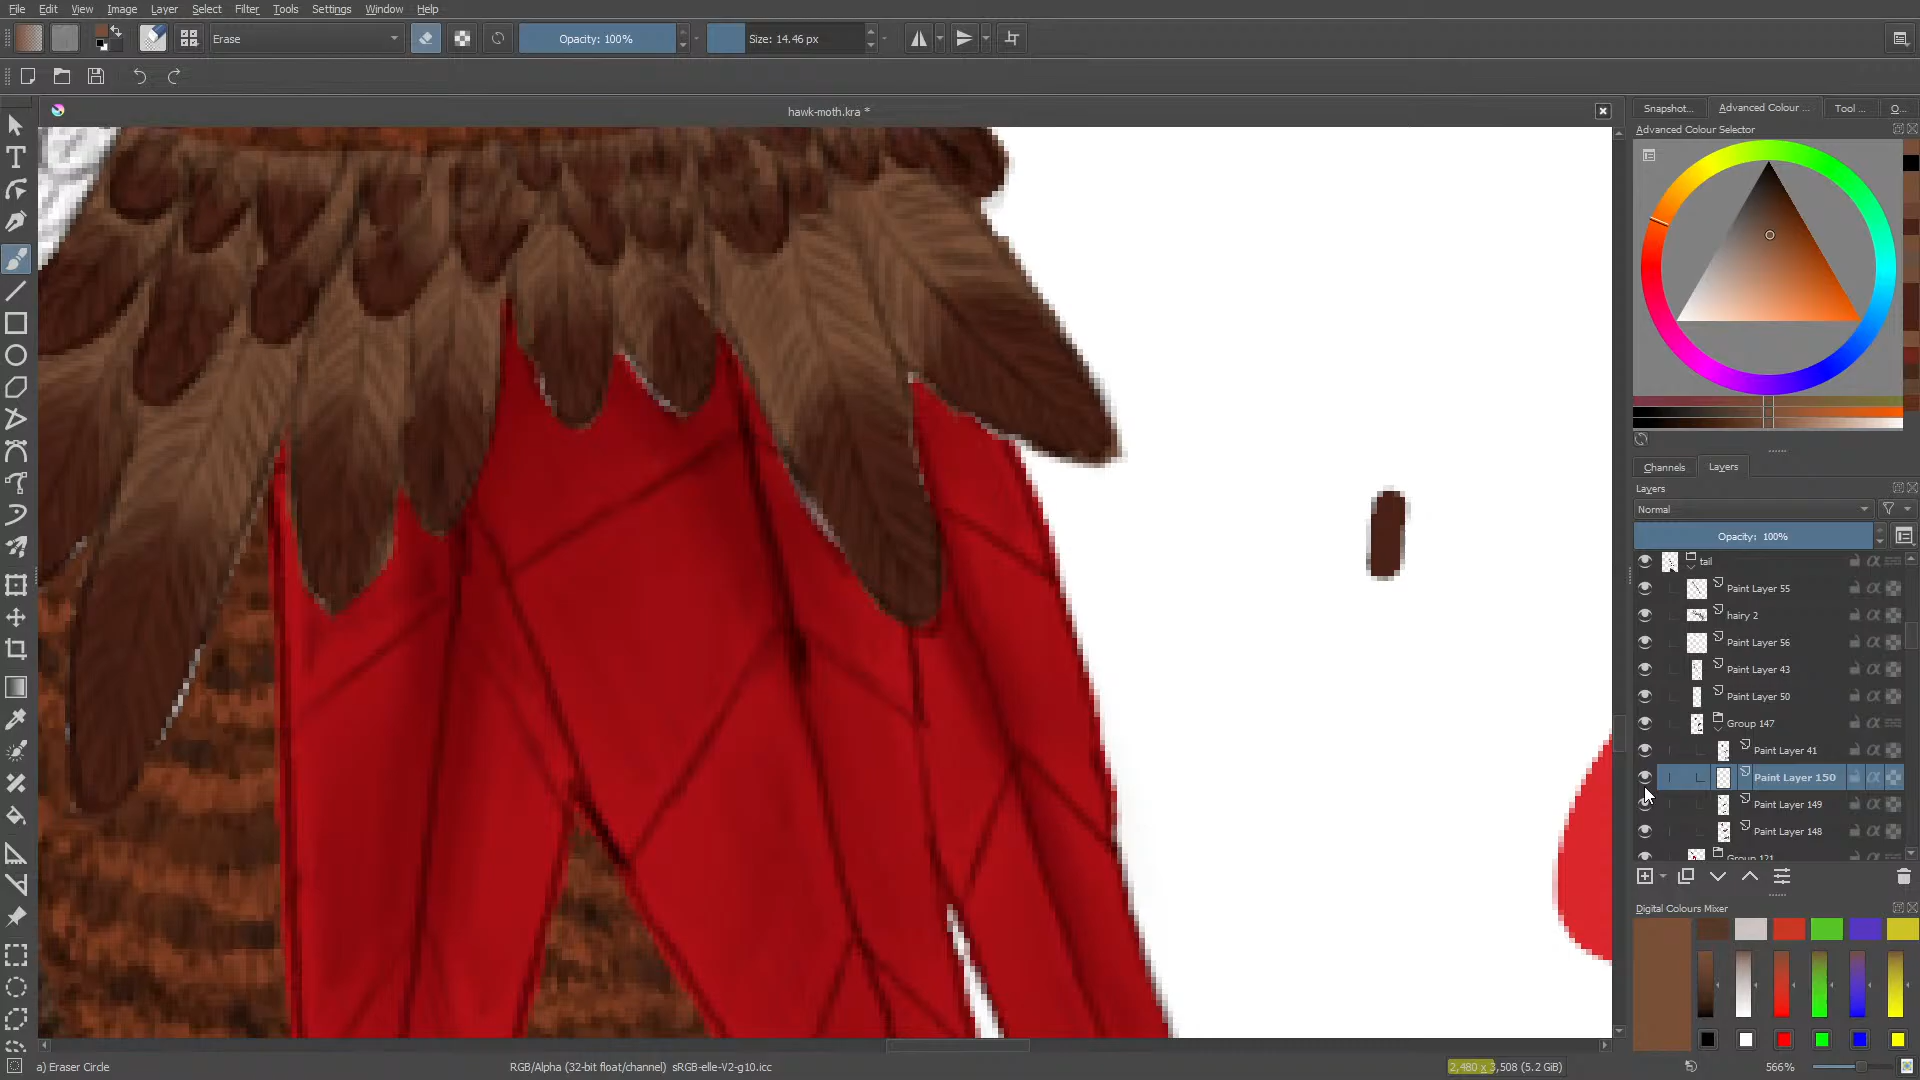 File Edit View Image Layer Select Filter Tools Settings Window Help
Erase Opacity: 100% Size: 14.46 px
hawk-moth.kra *
Snapshot... Advanced Colour ... Tool ... O...
Advanced Colour Selector
Channels Layers
Layers
Normal
Opacity: 100%
tail
Paint Layer 55
hairy 2
Paint Layer 56
Paint Layer 43
Paint Layer 50
Group 147
Paint Layer 41
Paint Layer 150
Paint Layer 149
Paint Layer 148
Group 121
Digital Colours Mixer
a) Eraser Circle RGB/Alpha (32-bit float/channel) sRGB-elle-V2-g10.icc 2,480 x 3,508 (5.2 GiB) 566%